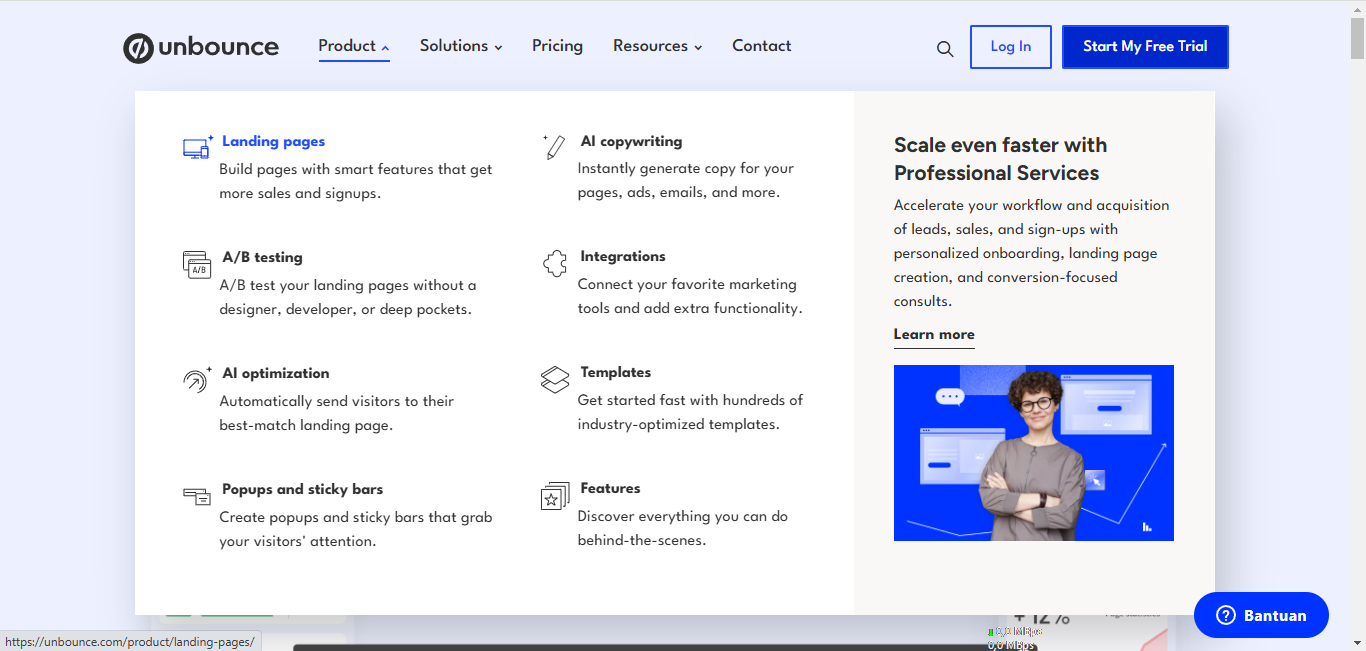 unbounce
Product
Solutions
Pricing
Resources
Contact
Log In
Start My Free Trial
Landing pages
Build pages with smart features that get
more sales and signups.
A/B testing
A/B
A/B test your landing pages without a
designer, developer, or deep pockets.
AI optimization
Automatically send visitors to their
best-match landing page.
Popups and sticky bars
Create popups and sticky bars that grab
your visitors' attention.
AI copywriting
Instantly generate copy for your
pages, ads, emails, and more.
Integrations
Connect your favorite marketing
tools and add extra functionality.
Templates
Get started fast with hundreds of
industry-optimized templates.
Features
Discover everything you can do
behind-the-scenes.
Scale even faster with
Professional Services
Accelerate your workflow and acquisition
of leads, sales, and sign-ups with
personalized onboarding, landing page
creation, and conversion-focused
consults.
Learn more
+ 12%
Bantuan
0,0 MBps
0,0 MBps
https://unbounce.com/product/landing-pages/